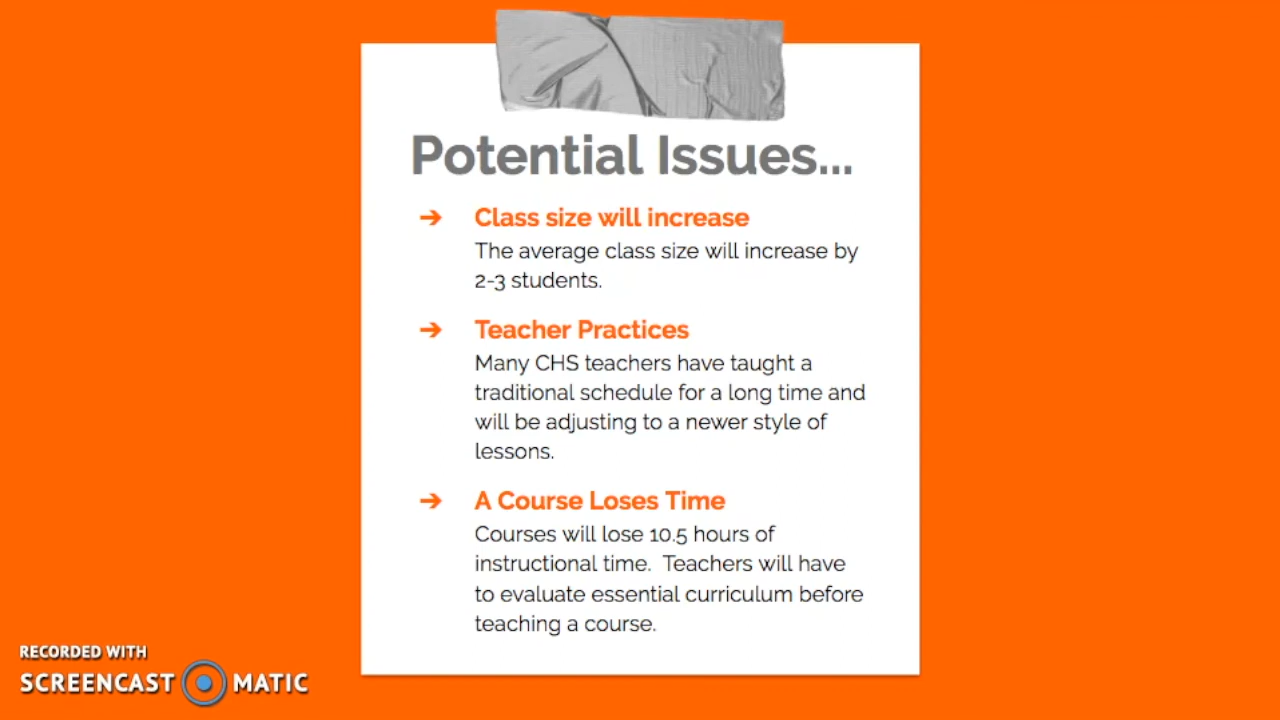 Potential Issues...
➔ Class size will increase
The average class size will increase by
2-3 students.
➔ Teacher Practices
Many CHS teachers have taught a
traditional schedule for a long time and
will be adjusting to a newer style of
lessons.
➔ A Course Loses Time
Courses will lose 10.5 hours of
instructional time.  Teachers will have
to evaluate essential curriculum before
teaching a course.
RECORDED WITH
SCREENCAST MATIC